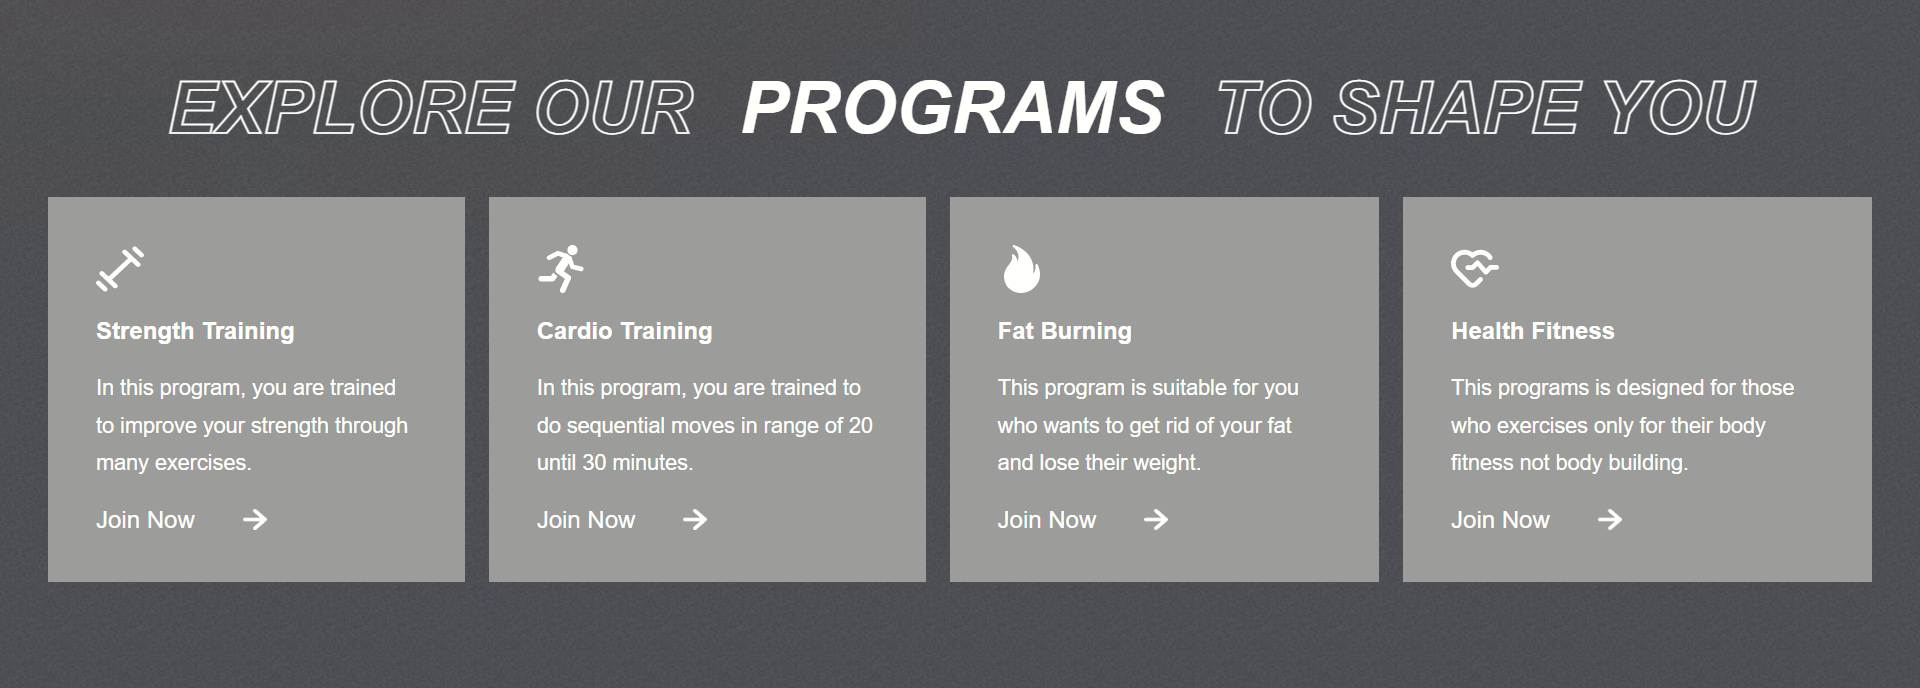 EXPLORE OUR PROGRAMS TO SHAPE YOU
Strength Training
In this program, you are trained
to improve your strength through
many exercises.
Join Now
Cardio Training
In this program, you are trained to
do sequential moves in range of 20
until 30 minutes.
Join Now
Fat Burning
This program is suitable for you
who wants to get rid of your fat
and lose their weight.
Join Now
Health Fitness
This programs is designed for those
who exercises only for their body
fitness not body building.
Join Now